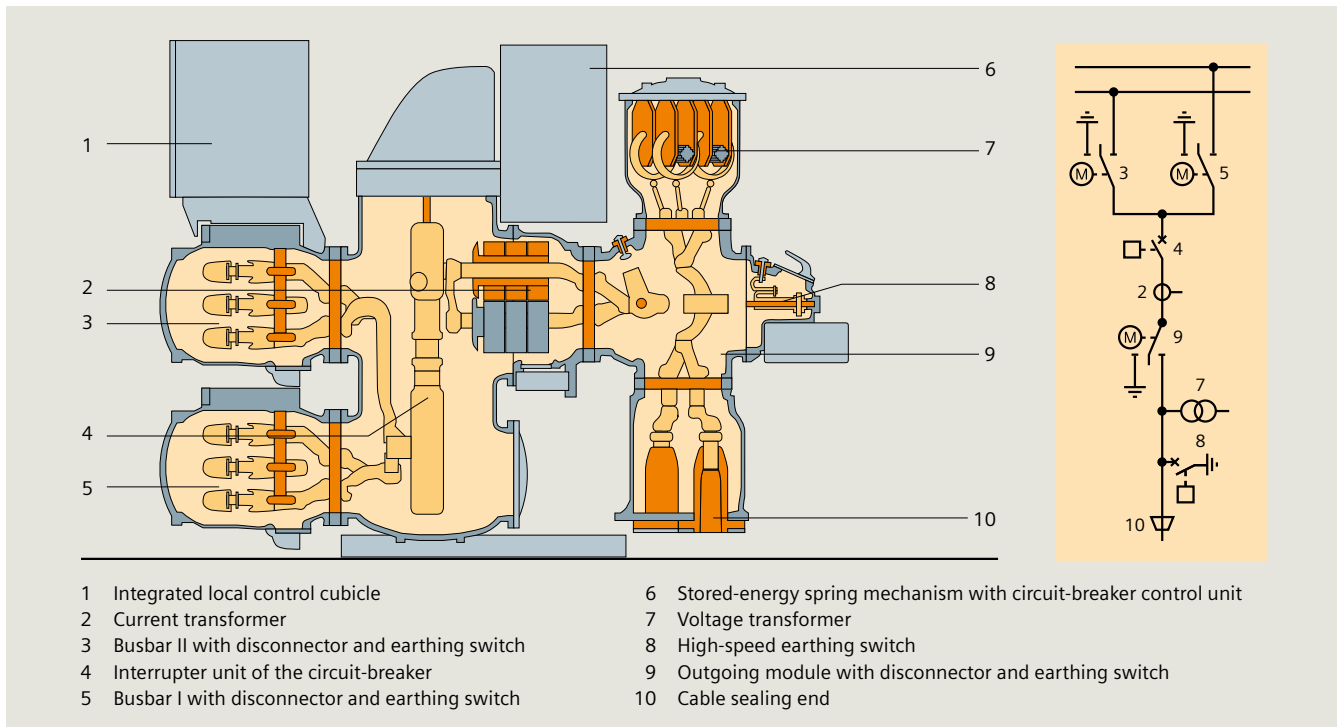 1
2
3
4
5
6
7
8
9
10
M 3
M 5
4
2
M 9
7
8
10
1 Integrated local control cubicle
2 Current transformer
3 Busbar II with disconnector and earthing switch
4 Interrupter unit of the circuit-breaker
5 Busbar I with disconnector and earthing switch
6 Stored-energy spring mechanism with circuit-breaker control unit
7 Voltage transformer
8 High-speed earthing switch
9 Outgoing module with disconnector and earthing switch
10 Cable sealing end